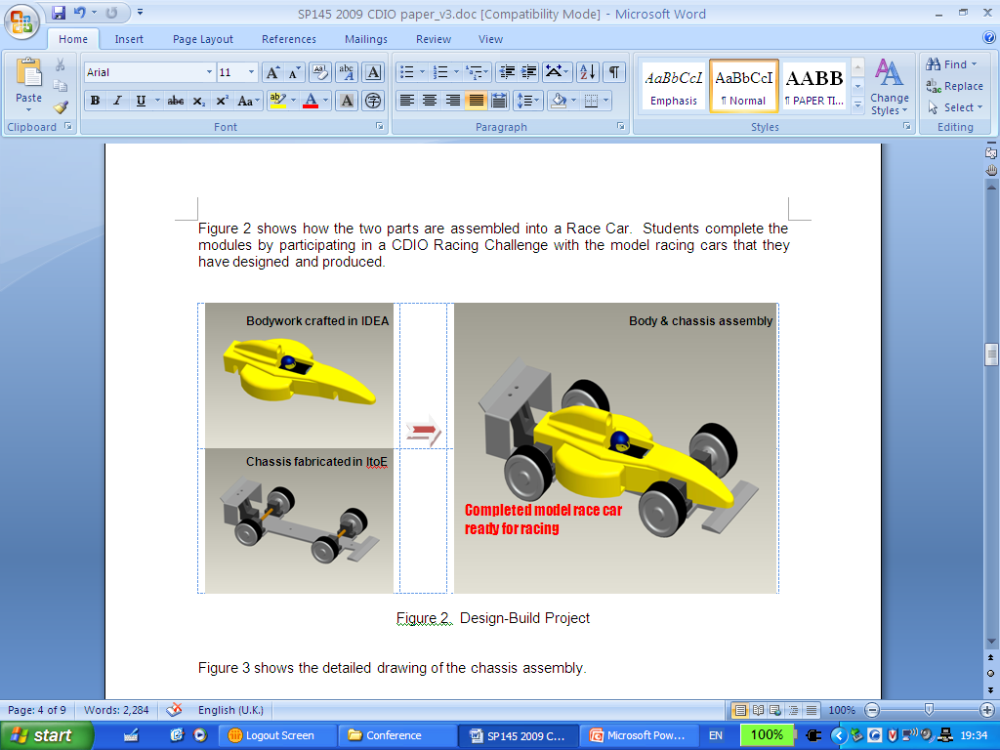 SP145 2009 CDIO paper_v3.doc [Compatibility Mode] - Microsoft Word
Home Insert Page Layout References Mailings Review View
Paste
Clipboard
Arial 11
B I U abc x₂ x² Aa ab A A
Font
Paragraph
AaBbCcI AaBbCcI AABB
Emphasis ¶ Normal ¶ PAPER TI...
Change Styles
Styles
Find
Replace
Select
Editing
Figure 2 shows how the two parts are assembled into a Race Car. Students complete the
modules by participating in a CDIO Racing Challenge with the model racing cars that they
have designed and produced.
Bodywork crafted in IDEA
Chassis fabricated in ItoE
Body & chassis assembly
Completed model race car
ready for racing
Figure 2. Design-Build Project
Figure 3 shows the detailed drawing of the chassis assembly.
Page: 4 of 9 Words: 2,284 English (U.K.) 100%
start Logout Screen Conference SP145 2009 C... Microsoft Pow... EN 100% 19:34